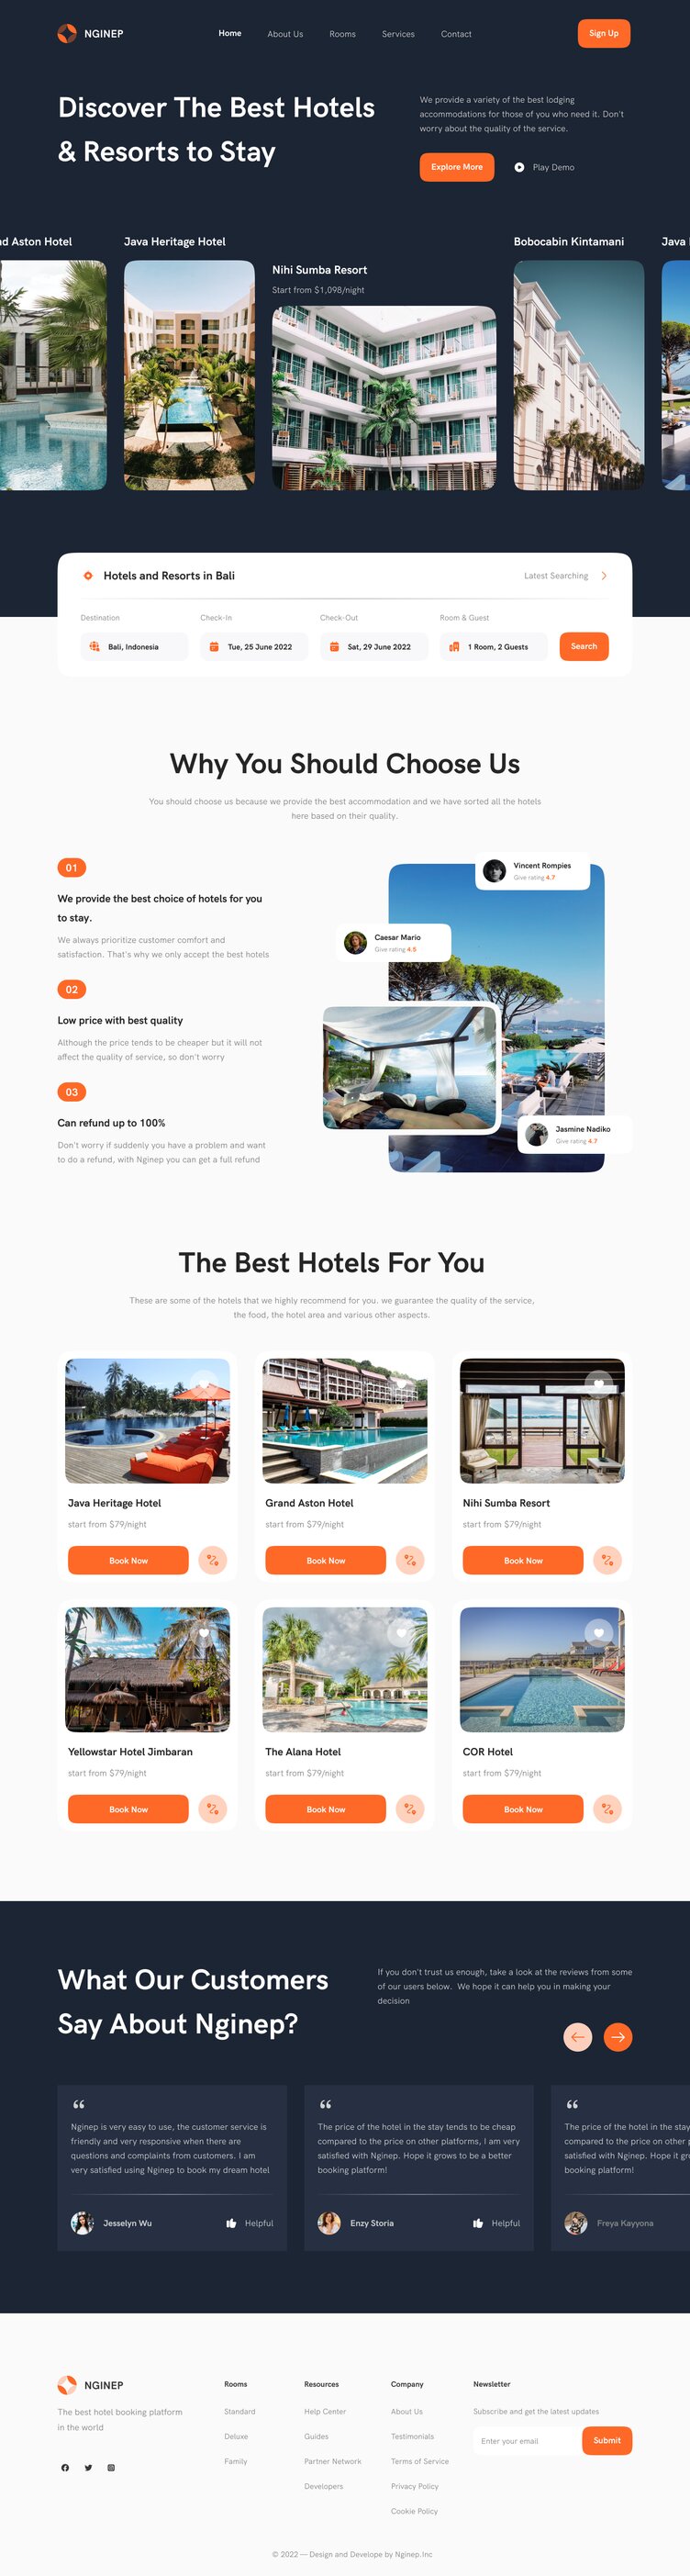 NGINEP
Home
About Us
Rooms
Services
Contact
Sign Up
Discover The Best Hotels
& Resorts to Stay
We provide a variety of the best lodging
accommodations for those of you who need it. Don't
worry about the quality of the service.
Explore More
Play Demo
d Aston Hotel
Java Heritage Hotel
Nihi Sumba Resort
Start from $1,098/night
Bobocabin Kintamani
Java
Hotels and Resorts in Bali
Latest Searching
Destination
Check-In
Check-Out
Room & Guest
Bali, Indonesia
Tue, 25 June 2022
Sat, 29 June 2022
1 Room, 2 Guests
Search
Why You Should Choose Us
You should choose us because we provide the best accommodation and we have sorted all the hotels
here based on their quality.
01
We provide the best choice of hotels for you
to stay.
We always prioritize customer comfort and
satisfaction. That's why we only accept the best hotels
02
Low price with best quality
Although the price tends to be cheaper but it will not
affect the quality of service, so don't worry
03
Can refund up to 100%
Don't worry if suddenly you have a problem and want
to do a refund, with Nginep you can get a full refund
Vincent Rompies
Give rating 4.7
Caesar Mario
Give rating 4.5
Jasmine Nadiko
Give rating 4.7
The Best Hotels For You
These are some of the hotels that we highly recommend for you. we guarantee the quality of the service,
the food, the hotel area and various other aspects.
Java Heritage Hotel
start from $79/night
Book Now
Grand Aston Hotel
start from $79/night
Book Now
Nihi Sumba Resort
start from $79/night
Book Now
Yellowstar Hotel Jimbaran
start from $79/night
Book Now
The Alana Hotel
start from $79/night
Book Now
COR Hotel
start from $79/night
Book Now
What Our Customers
Say About Nginep?
If you don't trust us enough, take a look at the reviews from some
of our users below. We hope it can help you in making your
decision
Nginep is very easy to use, the customer service is
friendly and very responsive when there are
questions and complaints from customers. I am
very satisfied using Nginep to book my dream hotel
Jesselyn Wu
Helpful
The price of the hotel in the stay tends to be cheap
compared to the price on other platforms, I am very
satisfied with Nginep. Hope it grows to be a better
booking platform!
Enzy Storia
Helpful
The price of the hotel in the stay
compared to the price on other
satisfied with Nginep. Hope it gr
booking platform!
Freya Kayyona
NGINEP
The best hotel booking platform
in the world
Rooms
Standard
Deluxe
Family
Resources
Help Center
Guides
Partner Network
Developers
Company
About Us
Testimonials
Terms of Service
Privacy Policy
Cookie Policy
Newsletter
Subscribe and get the latest updates
Enter your email
Submit
© 2022 — Design and Develope by Nginep.Inc